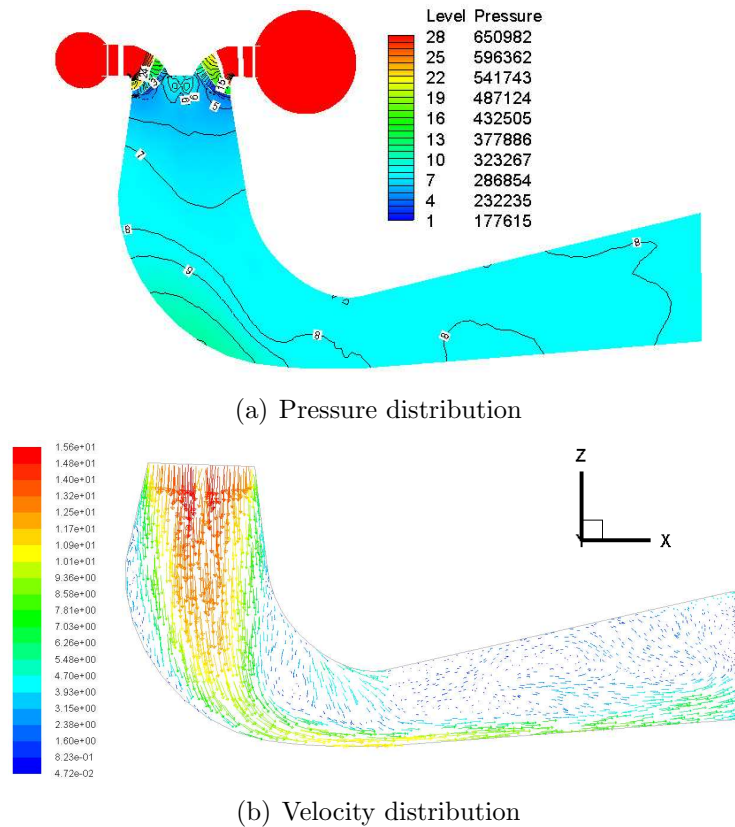 Level Pressure
28 650982
25 596362
22 541743
19 487124
16 432505
13 377886
10 323267
7 286854
4 232235
1 177615
24
15
6
5
7
8
9
8
8
8
(a) Pressure distribution
1.56e+01
1.48e+01
1.40e+01
1.32e+01
1.25e+01
1.17e+01
1.09e+01
1.01e+01
9.36e+00
8.58e+00
7.81e+00
7.03e+00
6.26e+00
5.48e+00
4.70e+00
3.93e+00
3.15e+00
2.38e+00
1.60e+00
8.23e-01
4.72e-02
Z
Y
X
(b) Velocity distribution